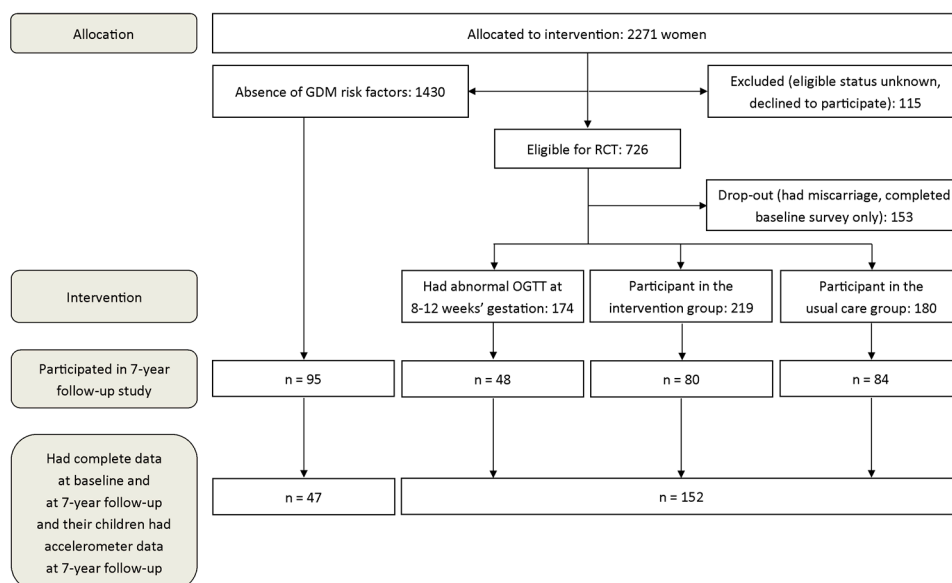 Allocation
Allocated to intervention: 2271 women
Absence of GDM risk factors: 1430
Excluded (eligible status unknown,
declined to participate): 115
Eligible for RCT: 726
Drop-out (had miscarriage, completed
baseline survey only): 153
Intervention
Had abnormal OGTT at
8-12 weeks’ gestation: 174
Participant in the
intervention group: 219
Participant in the
usual care group: 180
Participated in 7-year
follow-up study
n = 95
n = 48
n = 80
n = 84
Had complete data
at baseline and
at 7-year follow-up
and their children had
accelerometer data
at 7-year follow-up
n = 47
n = 152